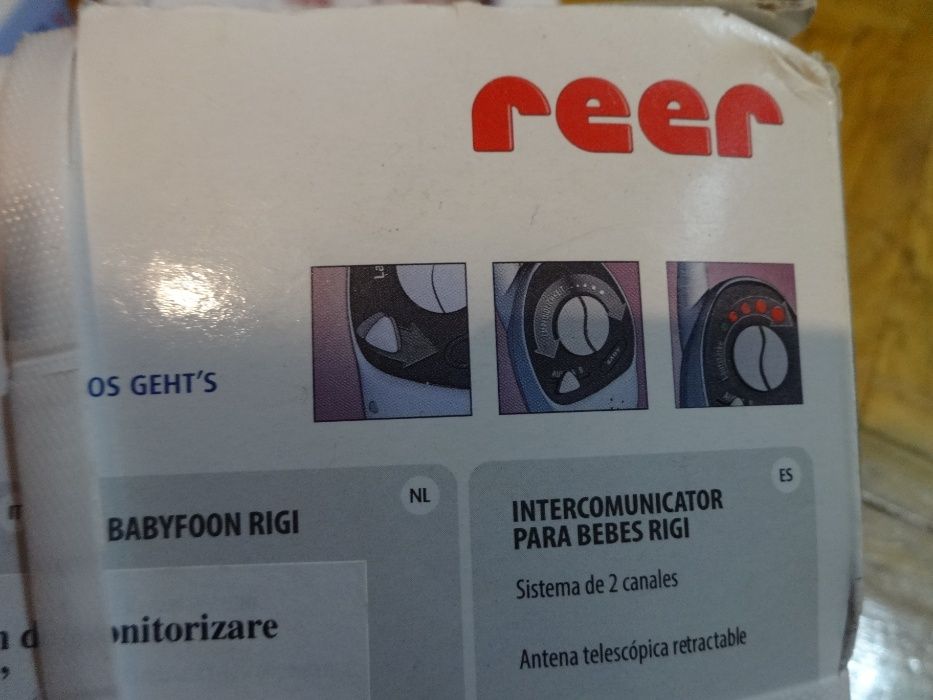 reer
OS GEHT'S
NL
BABYFOON RIGI
onitorizare
ES
INTERCOMUNICATOR
PARA BEBES RIGI
Sistema de 2 canales
Antena telescópica retractable